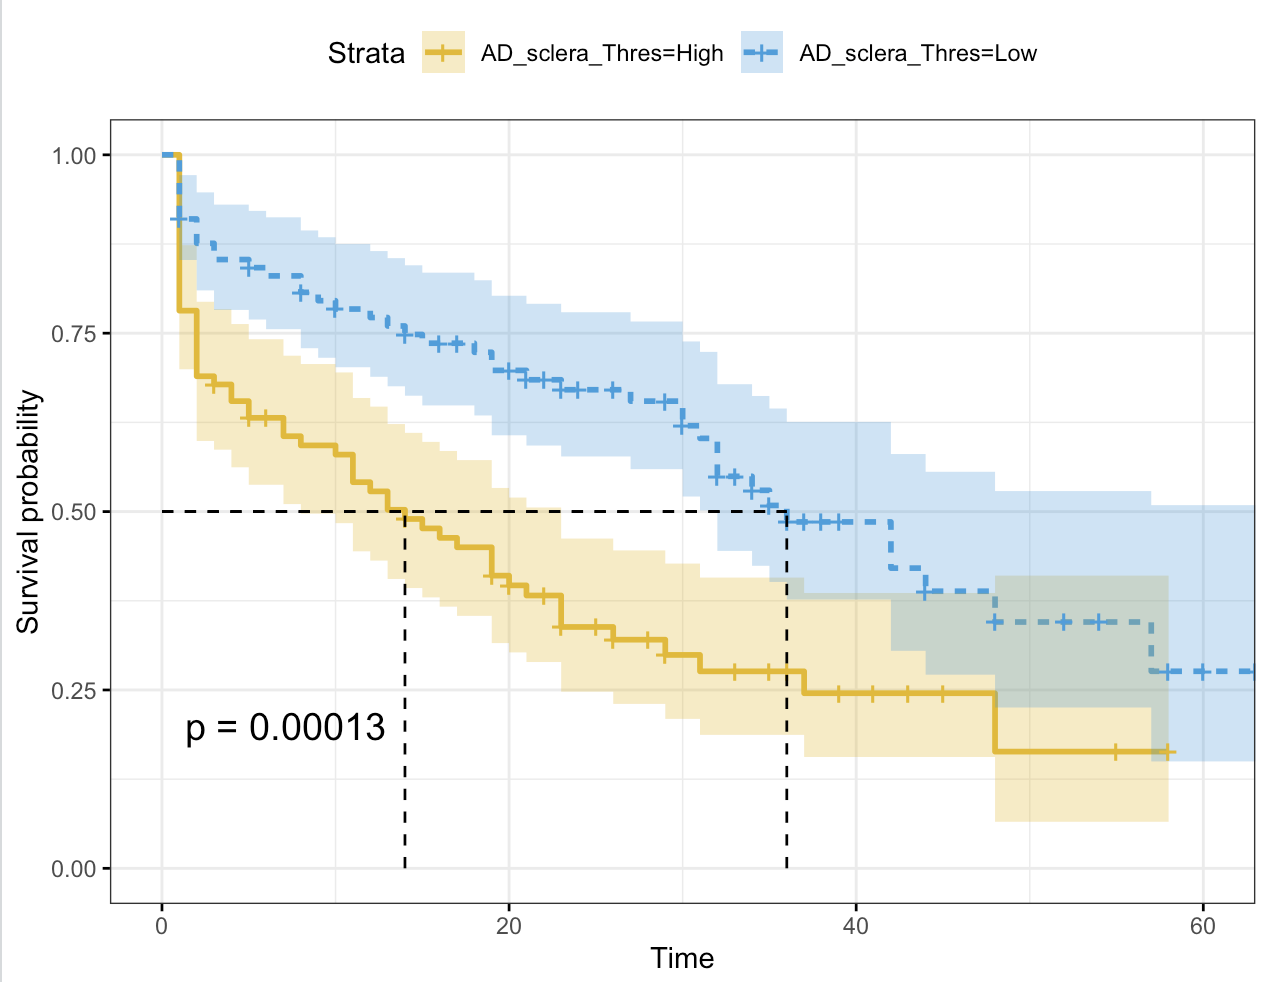 Strata AD_sclera_Thres=High AD_sclera_Thres=Low
1.00
0.75
0.50
0.25
0.00
Survival probability
p = 0.00013
0 20 40 60
Time